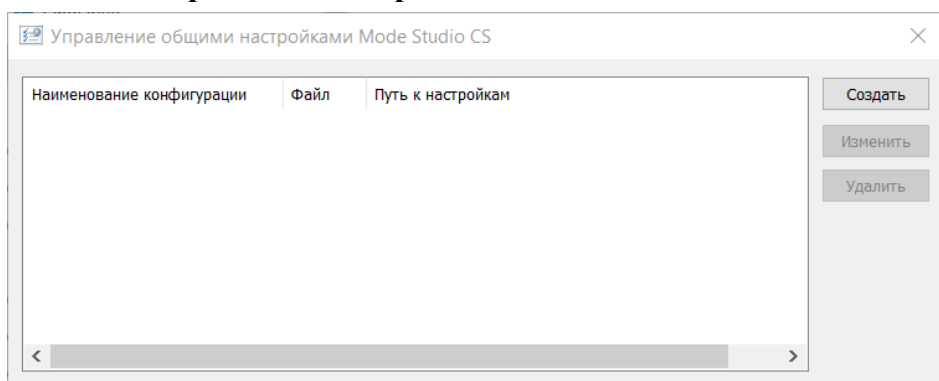 Управление общими настройками Mode Studio CS
Наименование конфигурации Файл Путь к настройкам
Создать
Изменить
Удалить